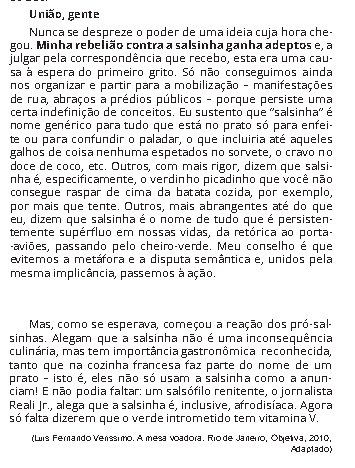 União, gente
Nunca se despreze o poder de uma ideia cuja hora che-
gou. Minha rebelião contra a salsinha ganha adeptos e, a
julgar pela correspondência que recebo, esta era uma cau-
sa à espera do primeiro grito. Só não conseguimos ainda
nos organizar e partir para a mobilização – manifestações
de rua, abraços a prédios públicos – porque persiste uma
certa indefinição de conceitos. Eu sustento que “salsinha” é
nome genérico para tudo que está no prato só para enfei-
te ou para confundir o paladar, o que incluiria até aqueles
galhos de coisa nenhuma espetados no sorvete, o cravo no
doce de coco, etc. Outros, com mais rigor, dizem que salsi-
nha é, especificamente, o verdinho picadinho que você não
consegue raspar de cima da batata cozida, por exemplo,
por mais que tente. Outros, mais abrangentes até do que
eu, dizem que salsinha é o nome de tudo que é persisten-
temente supérfluo em nossas vidas, da retórica ao porta-
-aviões, passando pelo cheiro-verde. Meu conselho é que
evitemos a metáfora e a disputa semântica e, unidos pela
mesma implicância, passemos à ação.
Mas, como se esperava, começou a reação dos pró-sal-
sinhas. Alegam que a salsinha não é uma inconsequência
culinária, mas tem importância gastronômica reconhecida,
tanto que na cozinha francesa faz parte do nome de um
prato – isto é, eles não só usam a salsinha como a anun-
ciam! E não podia faltar: um salsófilo renitente, o jornalista
Reali Jr., alega que a salsinha é, inclusive, afrodisíaca. Agora
só falta dizerem que o verde intrometido tem vitamina V.
(Luis Fernando Verissimo. A mesa voadora. Rio de Janeiro, Objetiva, 2010,
Adaptado)